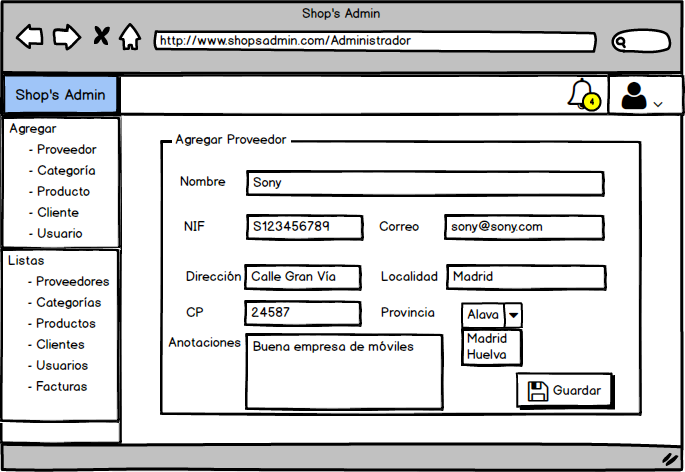 Shop's Admin
http://www.shopsadmin.com/Administrador
Shop's Admin
4
Agregar
- Proveedor
- Categoría
- Producto
- Cliente
- Usuario
Listas
- Proveedores
- Categorías
- Productos
- Clientes
- Usuarios
- Facturas
Agregar Proveedor
Nombre Sony
NIF S123456789 Correo sony@sony.com
Dirección Calle Gran Vía Localidad Madrid
CP 24587 Provincia Alava
Madrid
Huelva
Anotaciones Buena empresa de móviles
Guardar